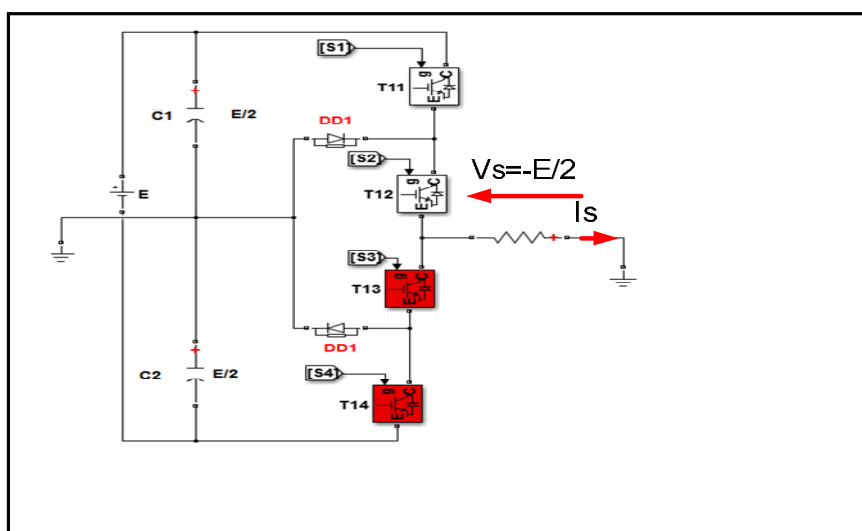 [S1]
T11
g C
E
C1 E/2
DD1
[S2]
T12
g C
E
Vs=-E/2
Is
E
[S3]
T13
g C
E
DD1
C2 E/2
[S4]
T14
g C
E